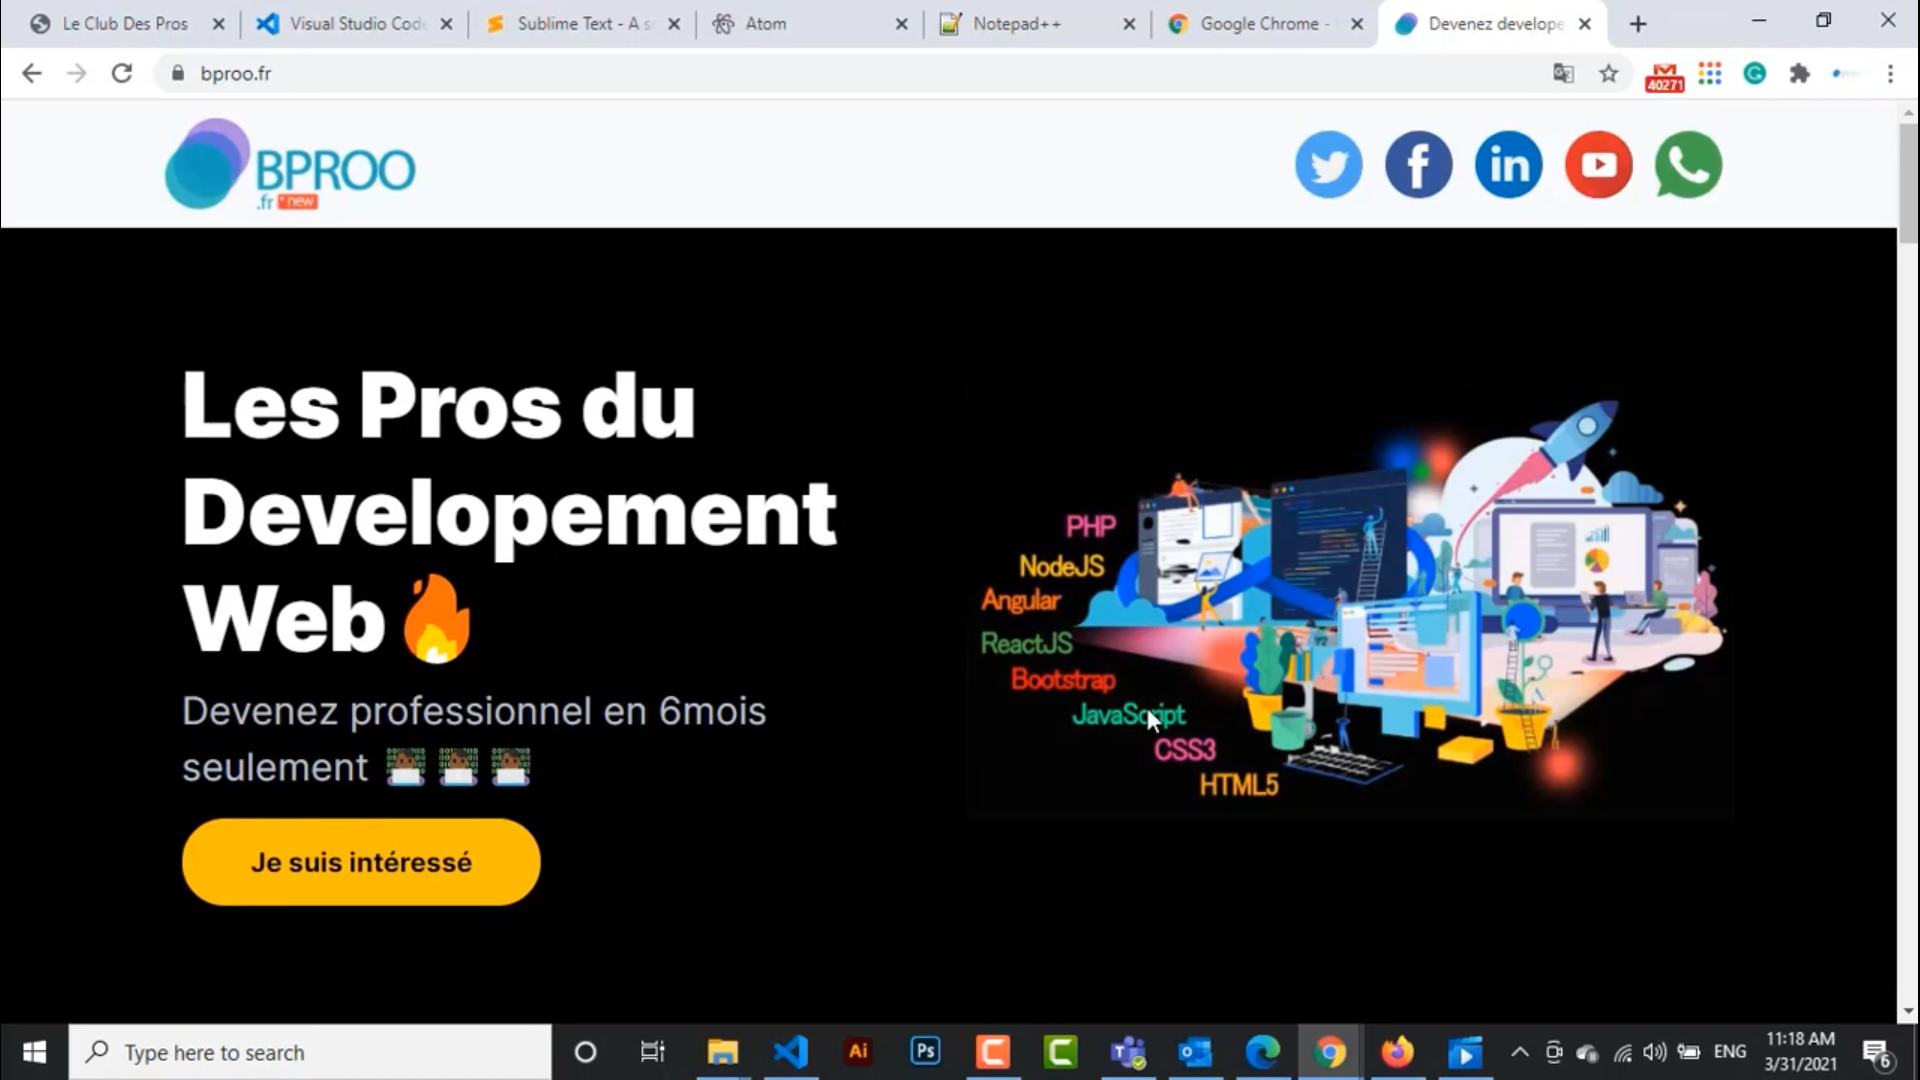 Le Club Des Pros
Visual Studio Code
Sublime Text - A s
Atom
Notepad++
Google Chrome -
Devenez develope
bproo.fr
40271
BPROO
.fr * new
Les Pros du
Developement
Web🔥
Devenez professionnel en 6mois
seulement
Je suis intéressé
PHP
NodeJS
Angular
ReactJS
Bootstrap
JavaScript
CSS3
HTML5
Type here to search
Ai
Ps
ENG
11:18 AM
3/31/2021
6